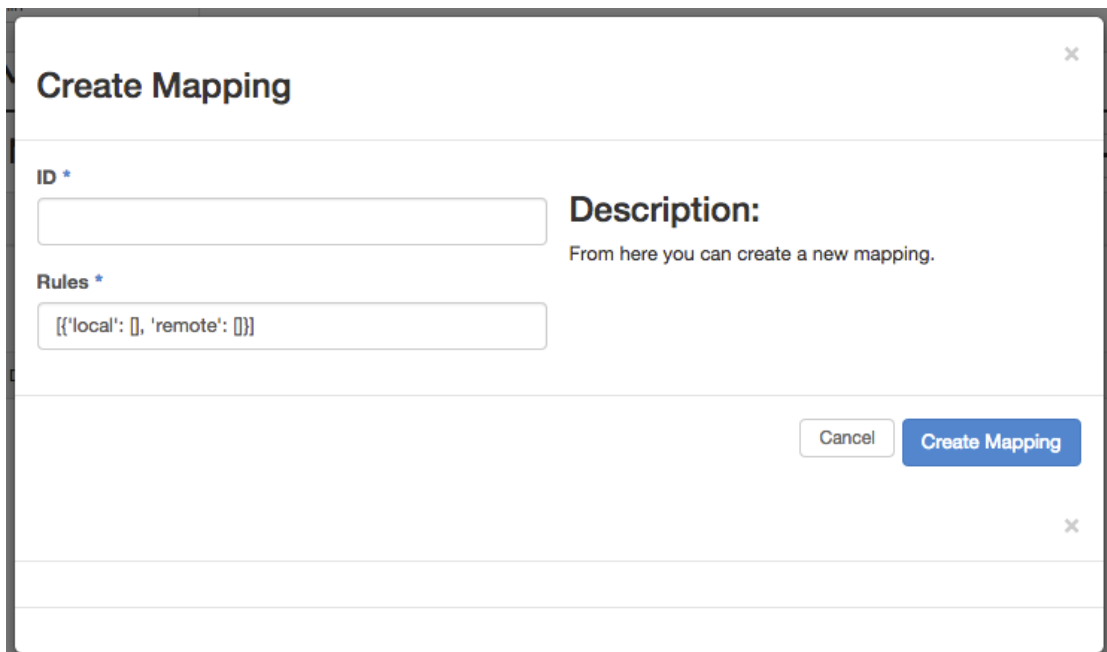 ×
Create Mapping
ID *
Description:
From here you can create a new mapping.
Rules *
[{'local': [], 'remote': []}]
Cancel
Create Mapping
×